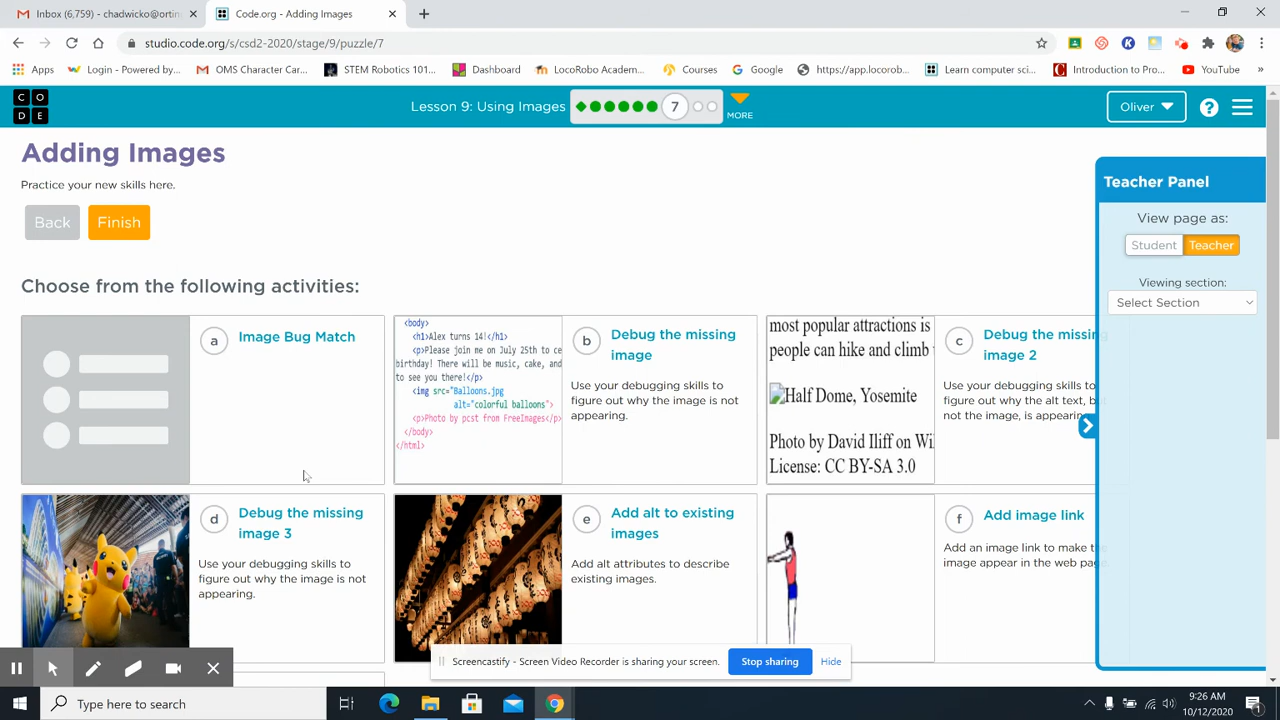 Inbox (6,759) - chadwicko@ortin
Code.org - Adding Images
studio.code.org/s/csd2-2020/stage/9/puzzle/7
Apps
Login - Powered by...
OMS Character Car...
STEM Robotics 101...
Dashboard
LocoRobo Academ...
Courses
Google
https://app.locorob...
Learn computer sci...
Introduction to Pro...
YouTube
»
C O
D E
Lesson 9: Using Images
7
MORE
Oliver
?
Adding Images
Practice your new skills here.
Back
Finish
Teacher Panel
View page as:
Student
Teacher
Viewing section:
Select Section
Choose from the following activities:
a
Image Bug Match
<body>
<h1>Alex turns 14!</h1>
<p>Please join me on July 25th to ce
birthday! There will be music, cake, and
to see you there!</p>
<img src="Balloons.jpg
alt="colorful balloons">
<p>Photo by pcst from FreeImages</p>
</body>
</html>
b
Debug the missing
image
Use your debugging skills to
figure out why the image is not
appearing.
most popular attractions is
people can hike and climb
Half Dome, Yosemite
Photo by David Iliff on Wi
License: CC BY-SA 3.0
c
Debug the missing
image 2
Use your debugging skills to
figure out why the alt text, but
not the image, is appearing.
d
Debug the missing
image 3
Use your debugging skills to
figure out why the image is not
appearing.
e
Add alt to existing
images
Add alt attributes to describe
existing images.
f
Add image link
Add an image link to make the
image appear in the web page.
Screencastify - Screen Video Recorder is sharing your screen.
Stop sharing
Hide
Type here to search
9:26 AM
10/12/2020
1